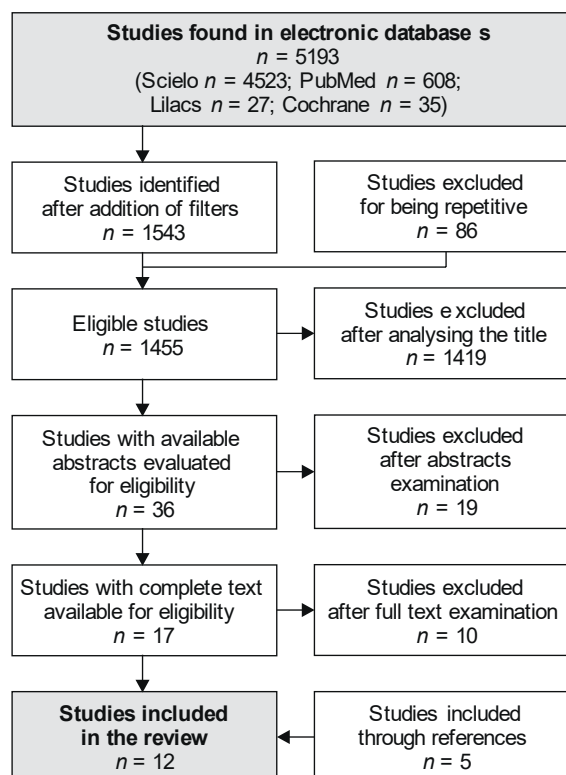 Studies found in electronic database s
n = 5193
(Scielo n = 4523; PubMed n = 608;
Lilacs n = 27; Cochrane n = 35)
Studies identified
after addition of filters
n = 1543
Studies excluded
for being repetitive
n = 86
Eligible studies
n = 1455
Studies e xcluded
after analysing the title
n = 1419
Studies with available
abstracts evaluated
for eligibility
n = 36
Studies excluded
after abstracts
examination
n = 19
Studies with complete text
available for eligibility
n = 17
Studies excluded
after full text examination
n = 10
Studies included
in the review
n = 12
Studies included
through references
n = 5